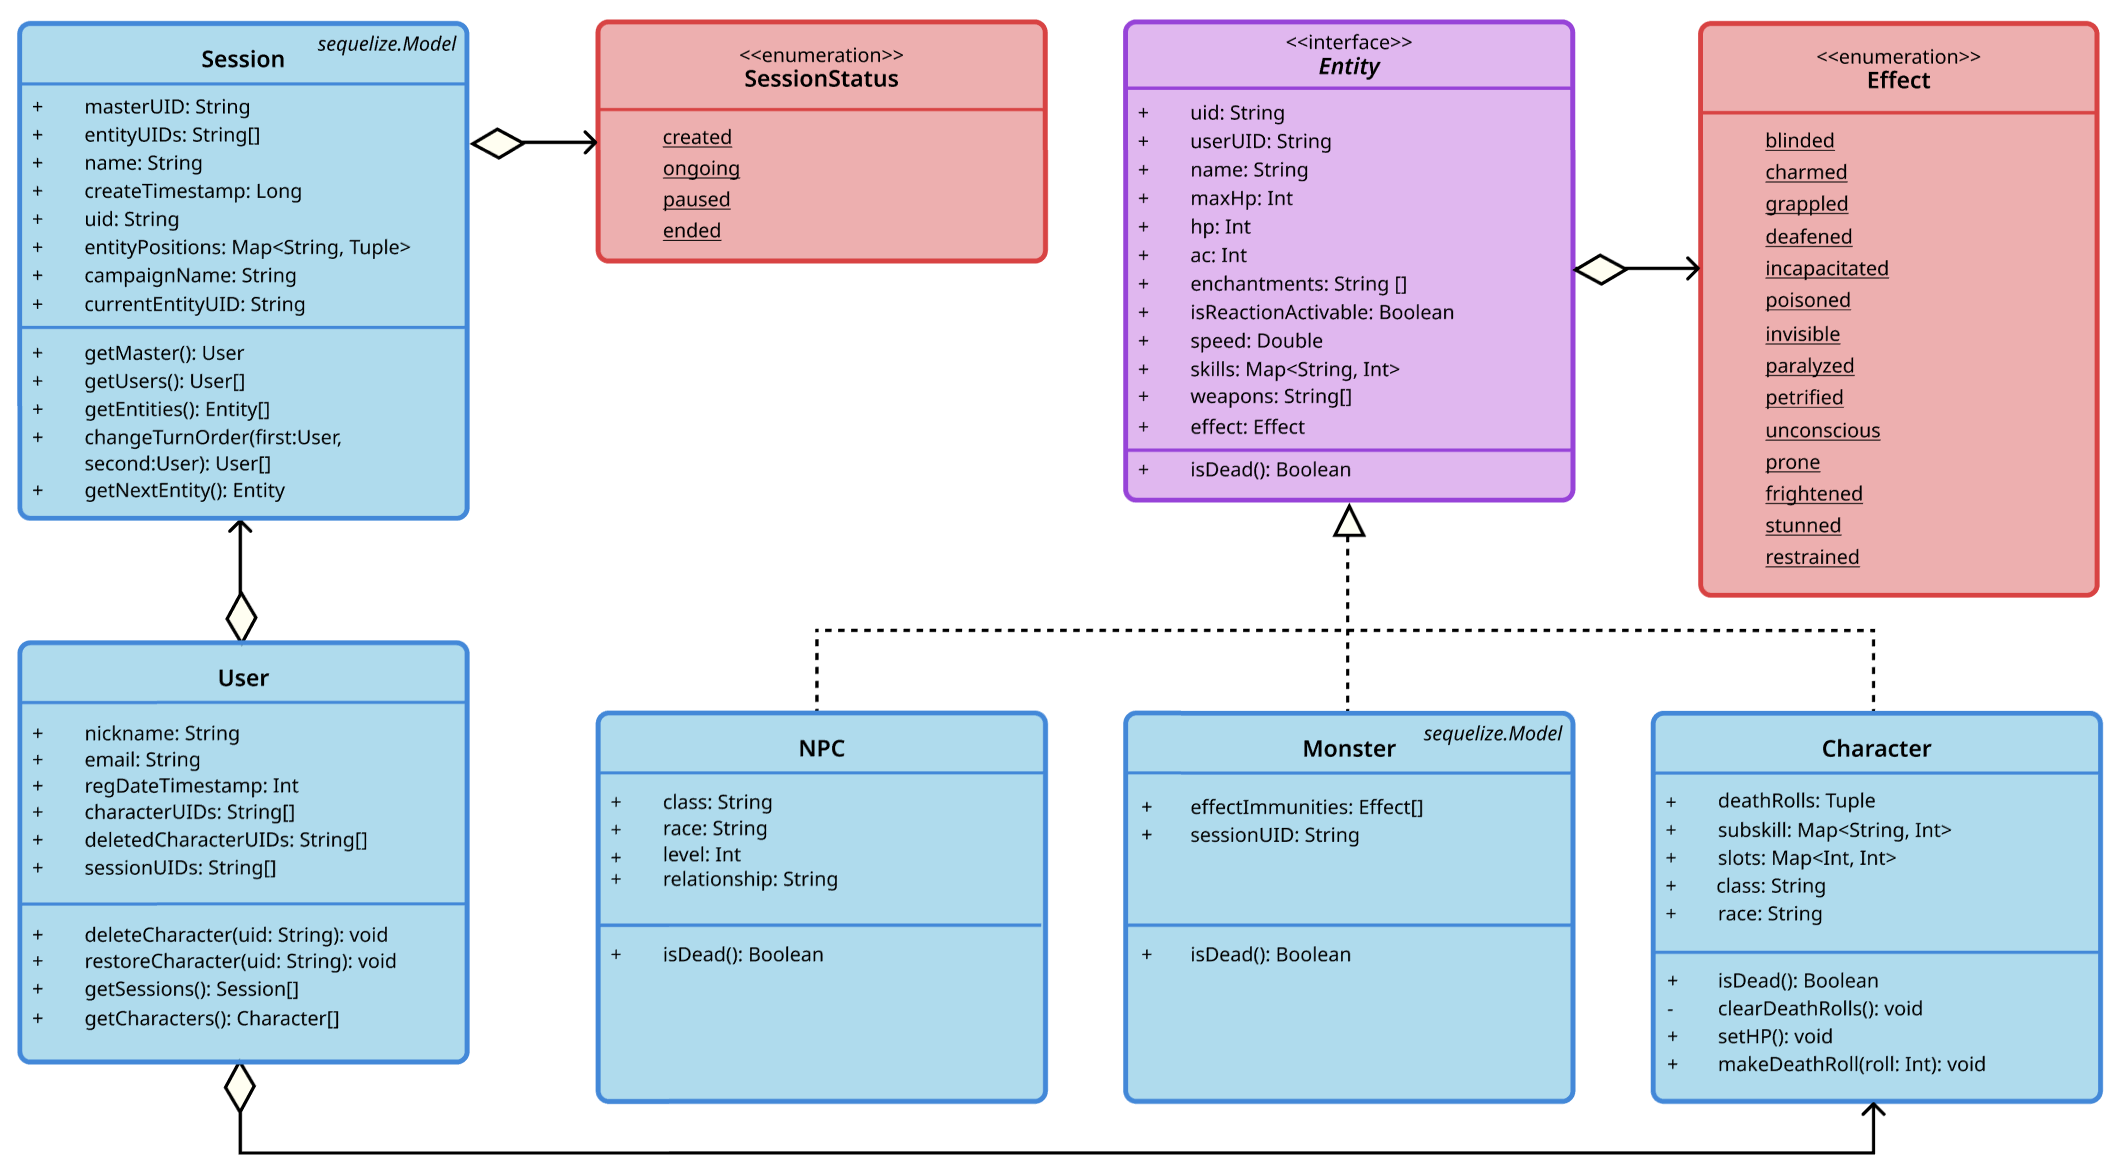 sequelize.Model
Session
+ masterUID: String
+ entityUIDs: String[]
+ name: String
+ createTimestamp: Long
+ uid: String
+ entityPositions: Map<String, Tuple>
+ campaignName: String
+ currentEntityUID: String
+ getMaster(): User
+ getUsers(): User[]
+ getEntities(): Entity[]
+ changeTurnOrder(first:User,
second:User): User[]
+ getNextEntity(): Entity
<<enumeration>>
SessionStatus
created
ongoing
paused
ended
<<interface>>
Entity
+ uid: String
+ userUID: String
+ name: String
+ maxHp: Int
+ hp: Int
+ ac: Int
+ enchantments: String []
+ isReactionActivable: Boolean
+ speed: Double
+ skills: Map<String, Int>
+ weapons: String[]
+ effect: Effect
+ isDead(): Boolean
<<enumeration>>
Effect
blinded
charmed
grappled
deafened
incapacitated
poisoned
invisible
paralyzed
petrified
unconscious
prone
frightened
stunned
restrained
User
+ nickname: String
+ email: String
+ regDateTimestamp: Int
+ characterUIDs: String[]
+ deletedCharacterUIDs: String[]
+ sessionUIDs: String[]
+ deleteCharacter(uid: String): void
+ restoreCharacter(uid: String): void
+ getSessions(): Session[]
+ getCharacters(): Character[]
NPC
+ class: String
+ race: String
+ level: Int
+ relationship: String
+ isDead(): Boolean
sequelize.Model
Monster
+ effectImmunities: Effect[]
+ sessionUID: String
+ isDead(): Boolean
Character
+ deathRolls: Tuple
+ subskill: Map<String, Int>
+ slots: Map<Int, Int>
+ class: String
+ race: String
+ isDead(): Boolean
- clearDeathRolls(): void
+ setHP(): void
+ makeDeathRoll(roll: Int): void